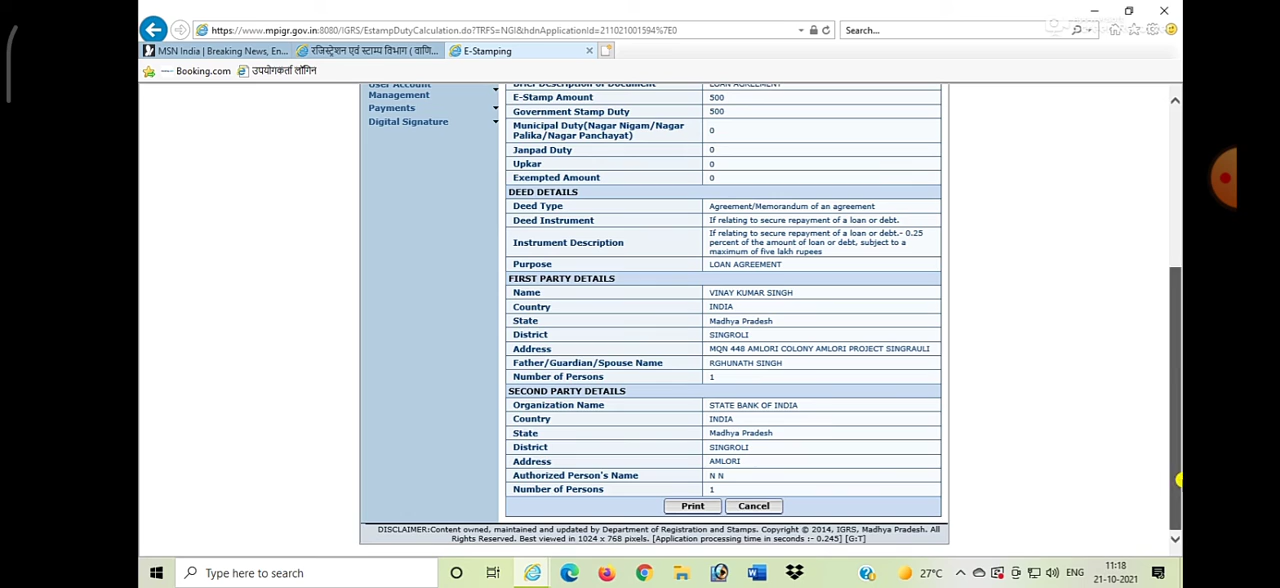 https://www.mpigr.gov.in:8080/IGRS/EstampDutyCalculation.do?TRFS=NGI&hdnApplicationId=211021001594%7E0
Search...
MSN India | Breaking News, En...
रजिस्ट्रेशन एवं स्टाम्प विभाग ( वाणि...
E-Stamping
Booking.com
उपयोगकर्ता लॉगिन
User Account
Management
Payments
Digital Signature
Brief Description of Document LOAN AGREEMENT
E-Stamp Amount 500
Government Stamp Duty 500
Municipal Duty(Nagar Nigam/Nagar
Palika/Nagar Panchayat) 0
Janpad Duty 0
Upkar 0
Exempted Amount 0
DEED DETAILS
Deed Type Agreement/Memorandum of an agreement
Deed Instrument If relating to secure repayment of a loan or debt.
Instrument Description If relating to secure repayment of a loan or debt.- 0.25
percent of the amount of loan or debt, subject to a
maximum of five lakh rupees
Purpose LOAN AGREEMENT
FIRST PARTY DETAILS
Name VINAY KUMAR SINGH
Country INDIA
State Madhya Pradesh
District SINGROLI
Address MQN 448 AMLORI COLONY AMLORI PROJECT SINGRAULI
Father/Guardian/Spouse Name RGHUNATH SINGH
Number of Persons 1
SECOND PARTY DETAILS
Organization Name STATE BANK OF INDIA
Country INDIA
State Madhya Pradesh
District SINGROLI
Address AMLORI
Authorized Person's Name N N
Number of Persons 1
Print Cancel
DISCLAIMER:Content owned, maintained and updated by Department of Registration and Stamps. Copyright © 2014, IGRS, Madhya Pradesh. All
Rights Reserved. Best viewed in 1024 x 768 pixels. [Application processing time in seconds :- 0.245] [G:T]
Type here to search
27°C
ENG
11:18
21-10-2021